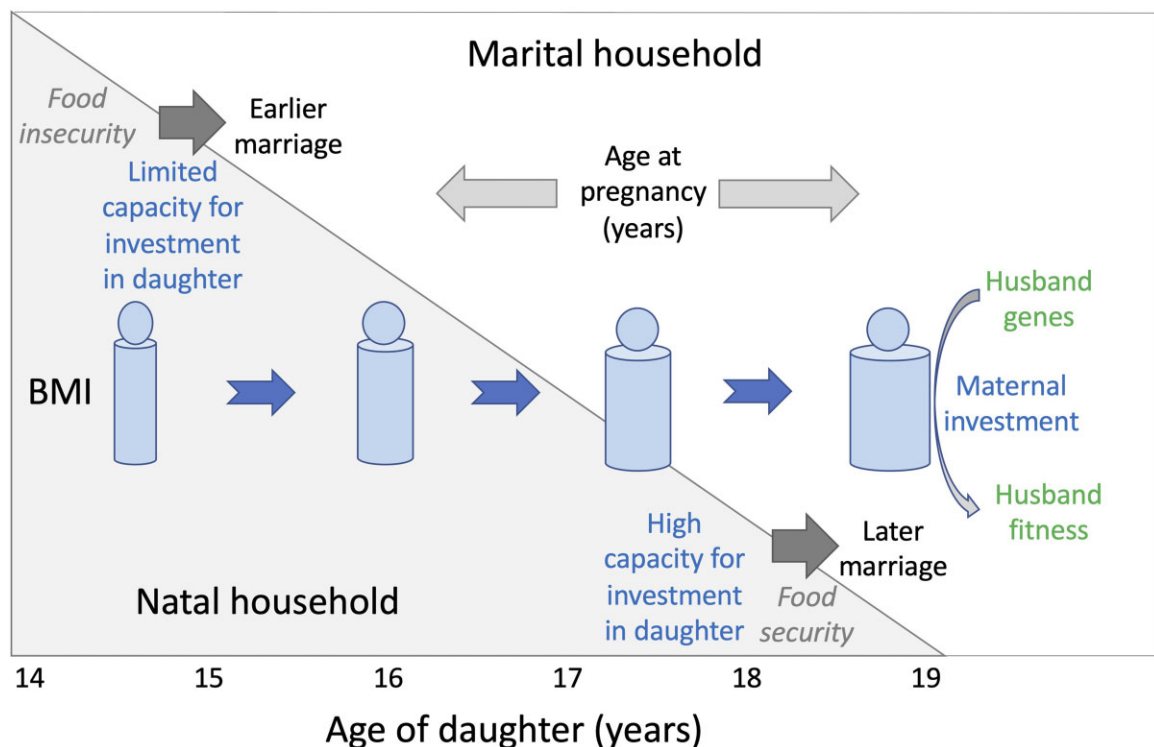 Marital household
Food
insecurity
Earlier
marriage
Limited
capacity for
investment
in daughter
Age at
pregnancy
(years)
BMI
Husband
genes
Maternal
investment
Husband
fitness
High
capacity for
investment
in daughter
Later
marriage
Food
security
Natal household
14 15 16 17 18 19
Age of daughter (years)